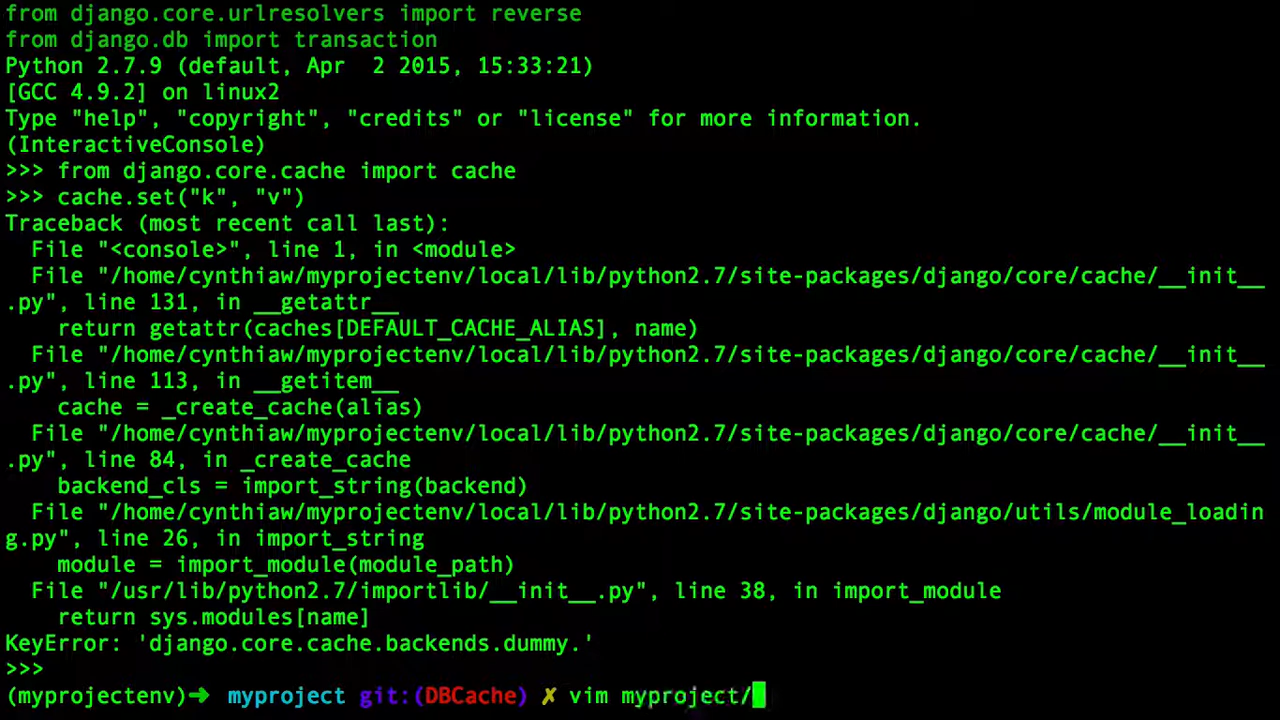 from django.core.urlresolvers import reverse
from django.db import transaction
Python 2.7.9 (default, Apr  2 2015, 15:33:21)
[GCC 4.9.2] on linux2
Type "help", "copyright", "credits" or "license" for more information.
(InteractiveConsole)
>>> from django.core.cache import cache
>>> cache.set("k", "v")
Traceback (most recent call last):
  File "<console>", line 1, in <module>
  File "/home/cynthiaw/myprojectenv/local/lib/python2.7/site-packages/django/core/cache/__init__
.py", line 131, in __getattr__
    return getattr(caches[DEFAULT_CACHE_ALIAS], name)
  File "/home/cynthiaw/myprojectenv/local/lib/python2.7/site-packages/django/core/cache/__init__
.py", line 113, in __getitem__
    cache = _create_cache(alias)
  File "/home/cynthiaw/myprojectenv/local/lib/python2.7/site-packages/django/core/cache/__init__
.py", line 84, in _create_cache
    backend_cls = import_string(backend)
  File "/home/cynthiaw/myprojectenv/local/lib/python2.7/site-packages/django/utils/module_loadin
g.py", line 26, in import_string
    module = import_module(module_path)
  File "/usr/lib/python2.7/importlib/__init__.py", line 38, in import_module
    return sys.modules[name]
KeyError: 'django.core.cache.backends.dummy.'
>>>
(myprojectenv)➜  myproject git:(DBCache) ✗ vim myproject/